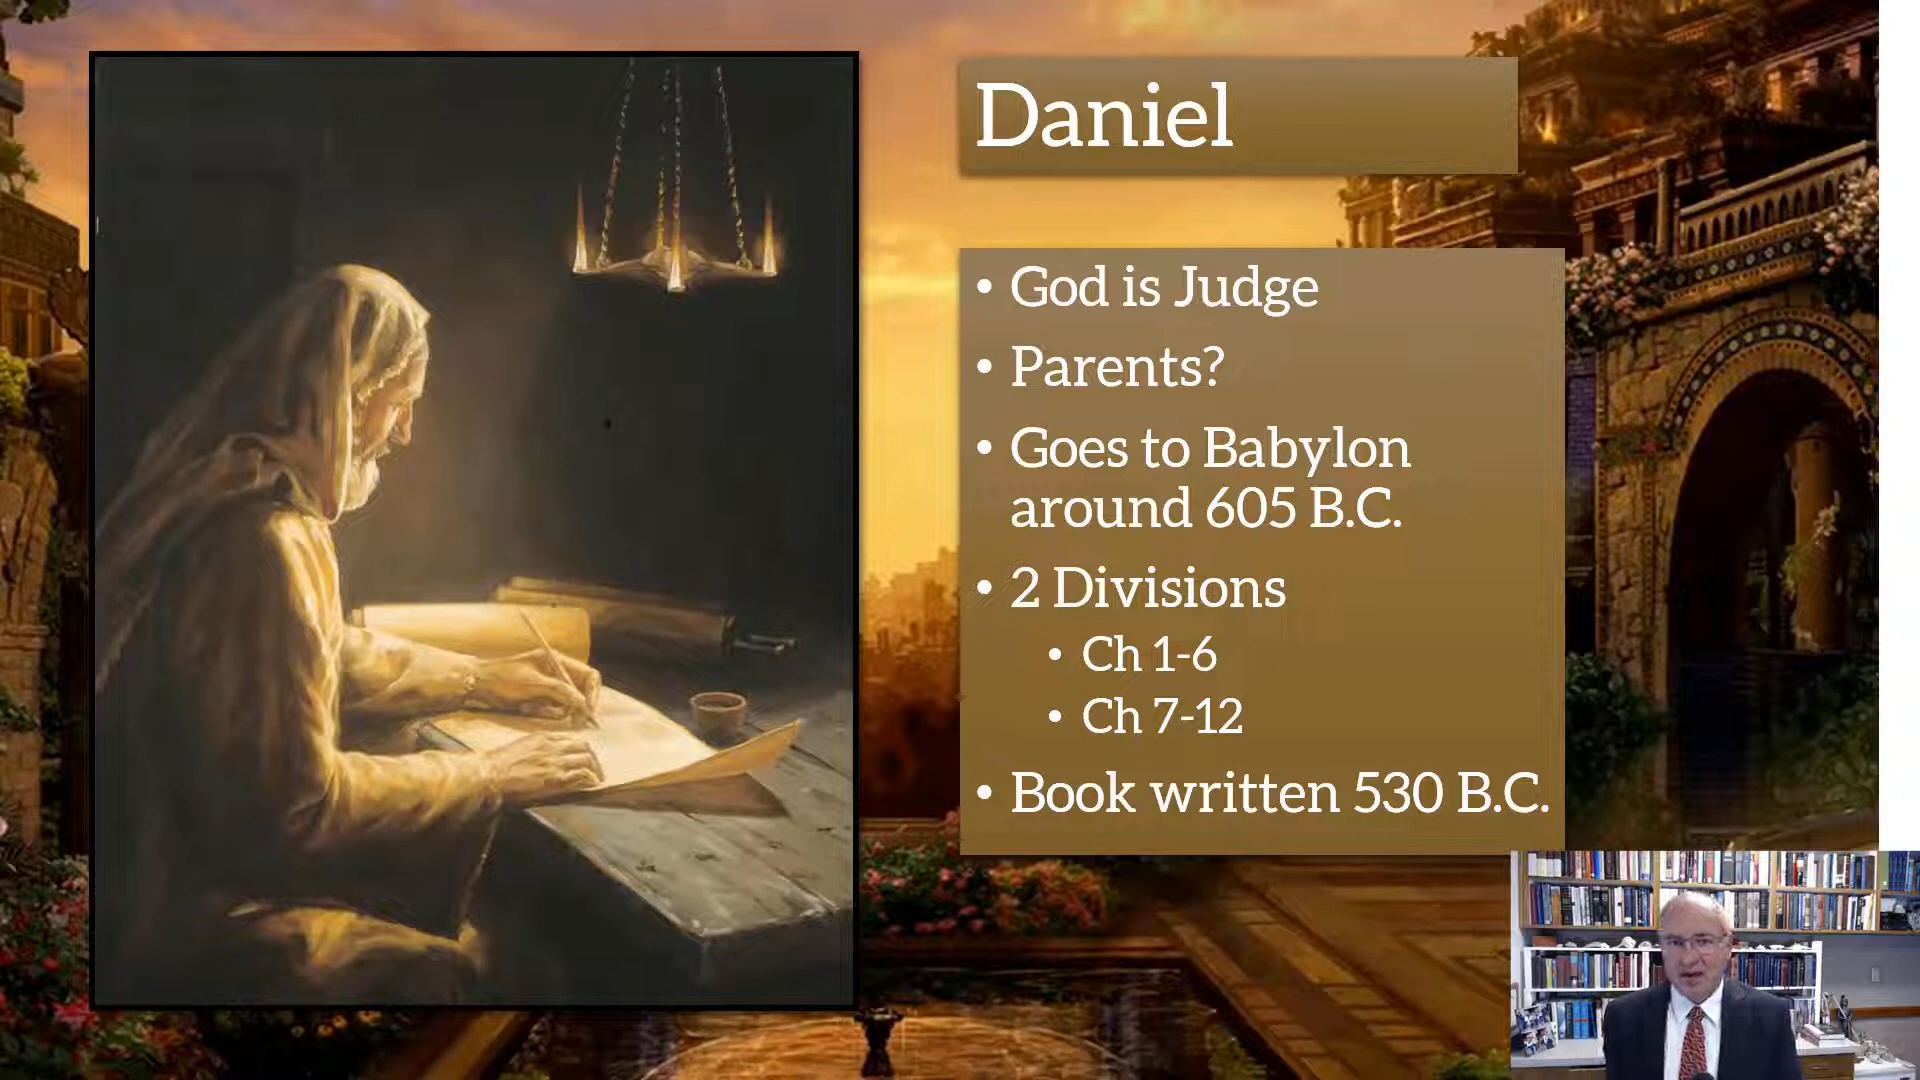 Daniel
• God is Judge
• Parents?
• Goes to Babylon
around 605 B.C.
• 2 Divisions
• Ch 1-6
• Ch 7-12
• Book written 530 B.C.